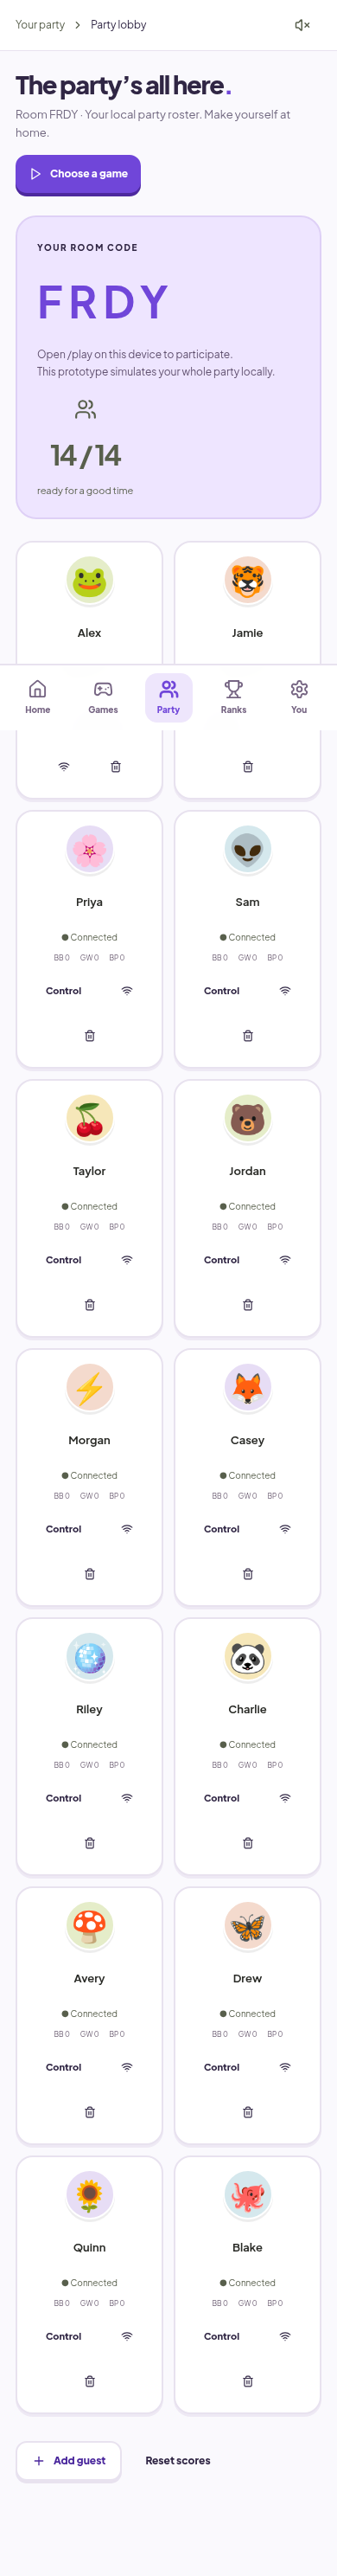 Your party > Party lobby
The party's all here.
Room FRDY · Your local party roster. Make yourself at
home.
Choose a game
YOUR ROOM CODE
FRDY
Open /play on this device to participate.
This prototype simulates your whole party locally.
14 / 14
ready for a good time
Alex Jamie
Home Games Party Ranks You
Priya Sam
Connected Connected
BB 0 GW 0 BP 0 BB 0 GW 0 BP 0
Control Control
Taylor Jordan
Connected Connected
BB 0 GW 0 BP 0 BB 0 GW 0 BP 0
Control Control
Morgan Casey
Connected Connected
BB 0 GW 0 BP 0 BB 0 GW 0 BP 0
Control Control
Riley Charlie
Connected Connected
BB 0 GW 0 BP 0 BB 0 GW 0 BP 0
Control Control
Avery Drew
Connected Connected
BB 0 GW 0 BP 0 BB 0 GW 0 BP 0
Control Control
Quinn Blake
Connected Connected
BB 0 GW 0 BP 0 BB 0 GW 0 BP 0
Control Control
+ Add guest Reset scores